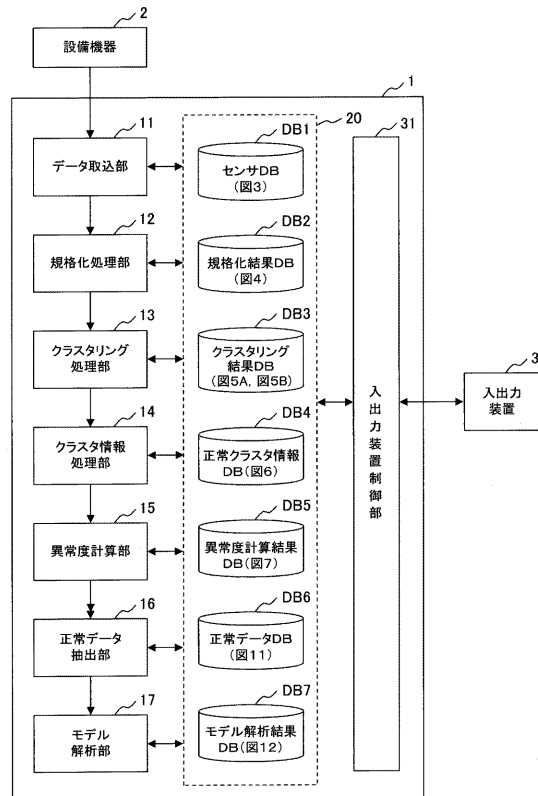 2
設備機器
1
11
データ取込部
DB1
センサDB
(図3)
20
31
12
規格化処理部
DB2
規格化結果DB
(図4)
13
クラスタリング
処理部
DB3
クラスタリング
結果DB
(図5A, 図5B)
14
クラスタ情報
処理部
DB4
正常クラスタ情報
DB(図6)
15
異常度計算部
DB5
異常度計算結果
DB(図7)
16
正常データ
抽出部
DB6
正常データDB
(図11)
17
モデル
解析部
DB7
モデル解析結果
DB(図12)
入出力装置制御部
3
入出力
装置